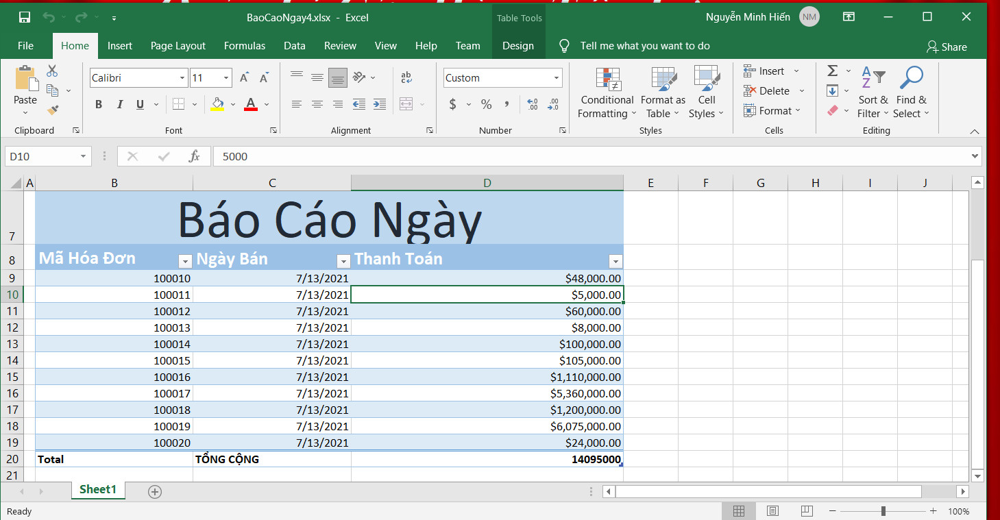 BaoCaoNgay4.xlsx - Excel
Table Tools
Nguyễn Minh Hiến
NM
File
Home
Insert
Page Layout
Formulas
Data
Review
View
Help
Team
Design
Tell me what you want to do
Share
Paste
Clipboard
Calibri
11
A A
B I U
A
Font
ab
Alignment
Custom
$ % ,
Number
Conditional Formatting
Format as Table
Cell Styles
Styles
Insert
Delete
Format
Cells
Sort & Filter
Find & Select
Editing
D10
fx
5000
A B C D E F G H I J
7 Báo Cáo Ngày
8 Mã Hóa Đơn Ngày Bán Thanh Toán
9 100010 7/13/2021 $48,000.00
10 100011 7/13/2021 $5,000.00
11 100012 7/13/2021 $60,000.00
12 100013 7/13/2021 $8,000.00
13 100014 7/13/2021 $100,000.00
14 100015 7/13/2021 $105,000.00
15 100016 7/13/2021 $1,110,000.00
16 100017 7/13/2021 $5,360,000.00
17 100018 7/13/2021 $1,200,000.00
18 100019 7/13/2021 $6,075,000.00
19 100020 7/13/2021 $24,000.00
20 Total TỔNG CỘNG 14095000
21
Sheet1
Ready
100%